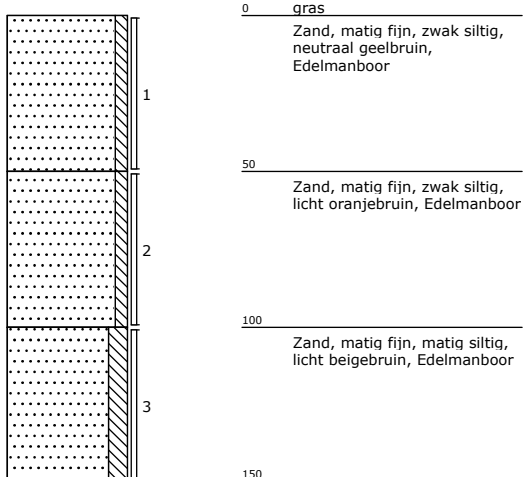 0
gras
Zand, matig fijn, zwak siltig,
neutraal geelbruin,
Edelmanboor
1
50
Zand, matig fijn, zwak siltig,
licht oranjebruin, Edelmanboor
2
100
Zand, matig fijn, matig siltig,
licht beigebruin, Edelmanboor
3
150